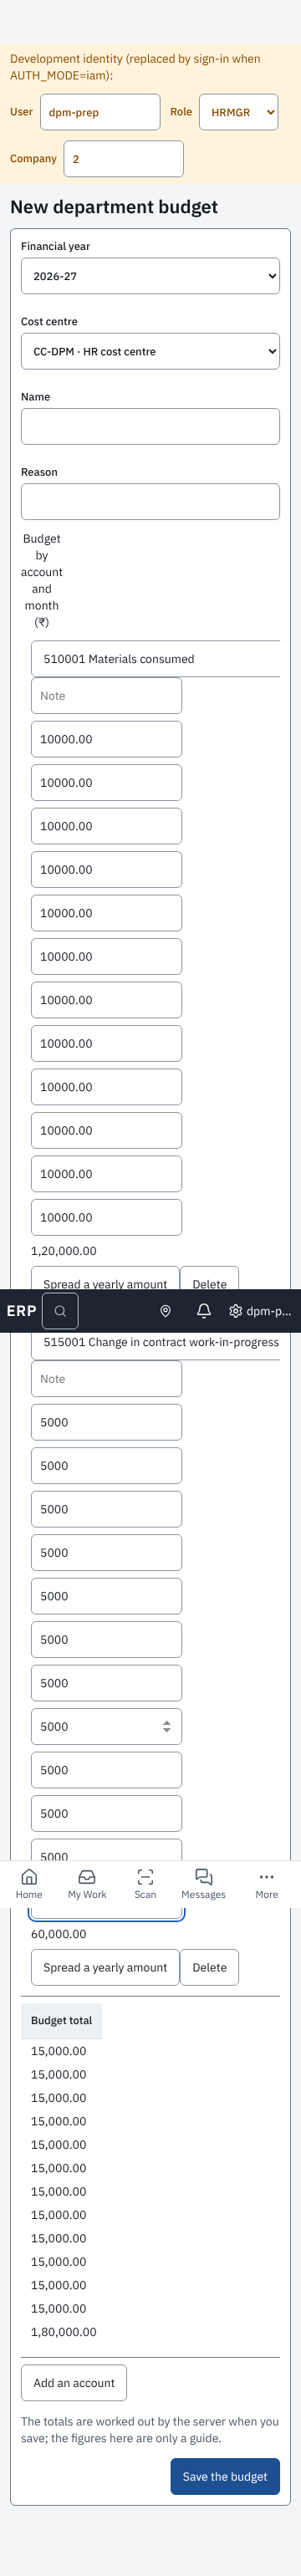 Development identity (replaced by sign-in when
AUTH_MODE=iam):
User dpm-prep Role HRMGR
Company 2
New department budget
Financial year
2026-27
Cost centre
CC-DPM · HR cost centre
Name
Reason
Budget
by
account
and
month
(₹)
510001 Materials consumed
Note
10000.00
10000.00
10000.00
10000.00
10000.00
10000.00
10000.00
10000.00
10000.00
10000.00
10000.00
10000.00
1,20,000.00
Spread a yearly amount Delete
ERP dpm-p...
515001 Change in contract work-in-progress
Note
5000
5000
5000
5000
5000
5000
5000
5000
5000
5000
5000
Home My Work Scan Messages More
60,000.00
Spread a yearly amount Delete
Budget total
15,000.00
15,000.00
15,000.00
15,000.00
15,000.00
15,000.00
15,000.00
15,000.00
15,000.00
15,000.00
15,000.00
15,000.00
1,80,000.00
Add an account
The totals are worked out by the server when you
save; the figures here are only a guide.
Save the budget